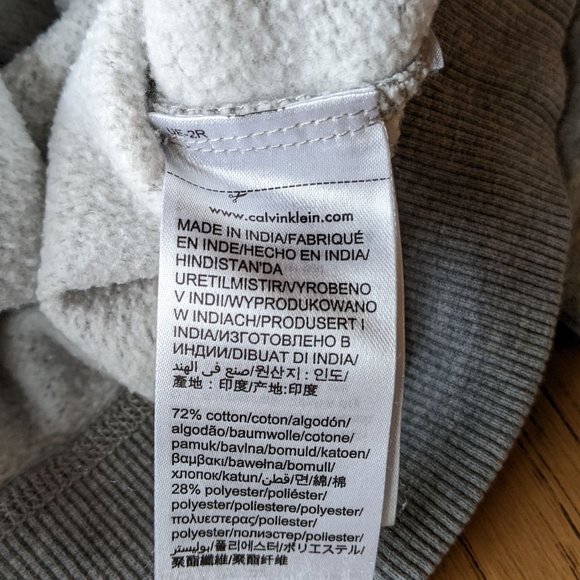 UE-2R
www.calvinklein.com
MADE IN INDIA/FABRIQUÉ
EN INDE/HECHO EN INDIA/
HINDISTAN'DA
URETILMISTIR/VYROBENO
V INDII/WYPRODUKOWANO
W INDIACH/PRODUSERT I
INDIA/ИЗГОТОВЛЕНО В
ИНДИИ/DIBUAT DI INDIA/
صنع في الهند/원산지 : 인도/
產地 : 印度/产地:印度
72% cotton/coton/algodón/
algodão/baumwolle/cotone/
pamuk/bavlna/bomuld/katoen/
βαμβακι/bawełna/bomull/
хлопок/katun/قطن/면/綿/棉
28% polyester/poliéster/
polyester/poliestere/poliester/
πολυεστερας/poliester/
بوليستر/폴리에스터/ポリエステル/
聚酯纖維/聚酯纤维